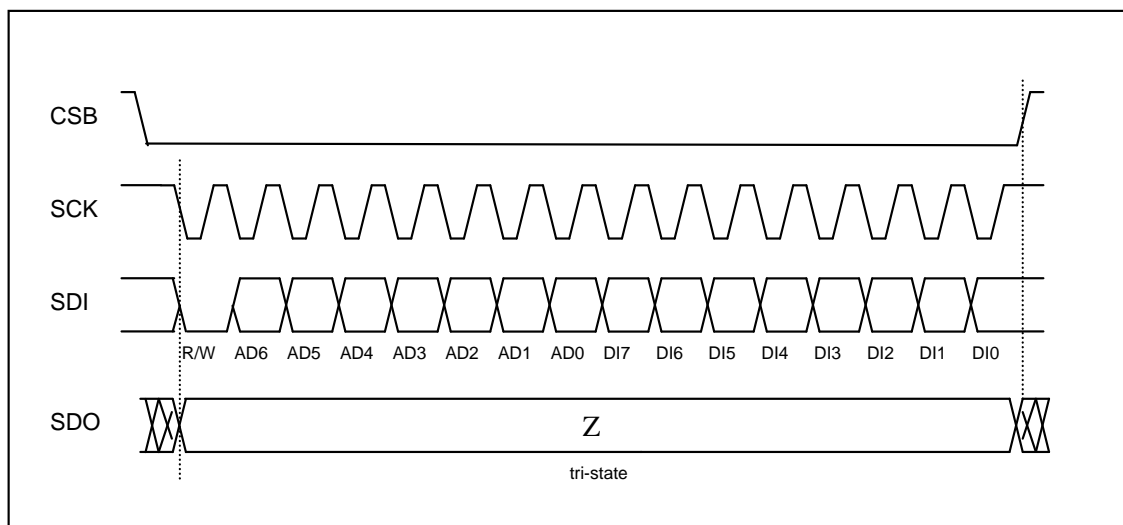 CSB
SCK
SDI
R/W AD6 AD5 AD4 AD3 AD2 AD1 AD0 DI7 DI6 DI5 DI4 DI3 DI2 DI1 DI0
SDO
Z
tri-state